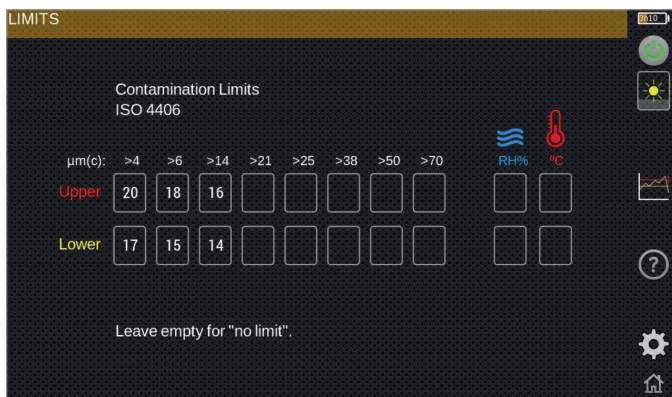 LIMITS
3h10
Contamination Limits
ISO 4406
µm(c): >4 >6 >14 >21 >25 >38 >50 >70 RH% ºC
Upper 20 18 16
Lower 17 15 14
?
Leave empty for "no limit".